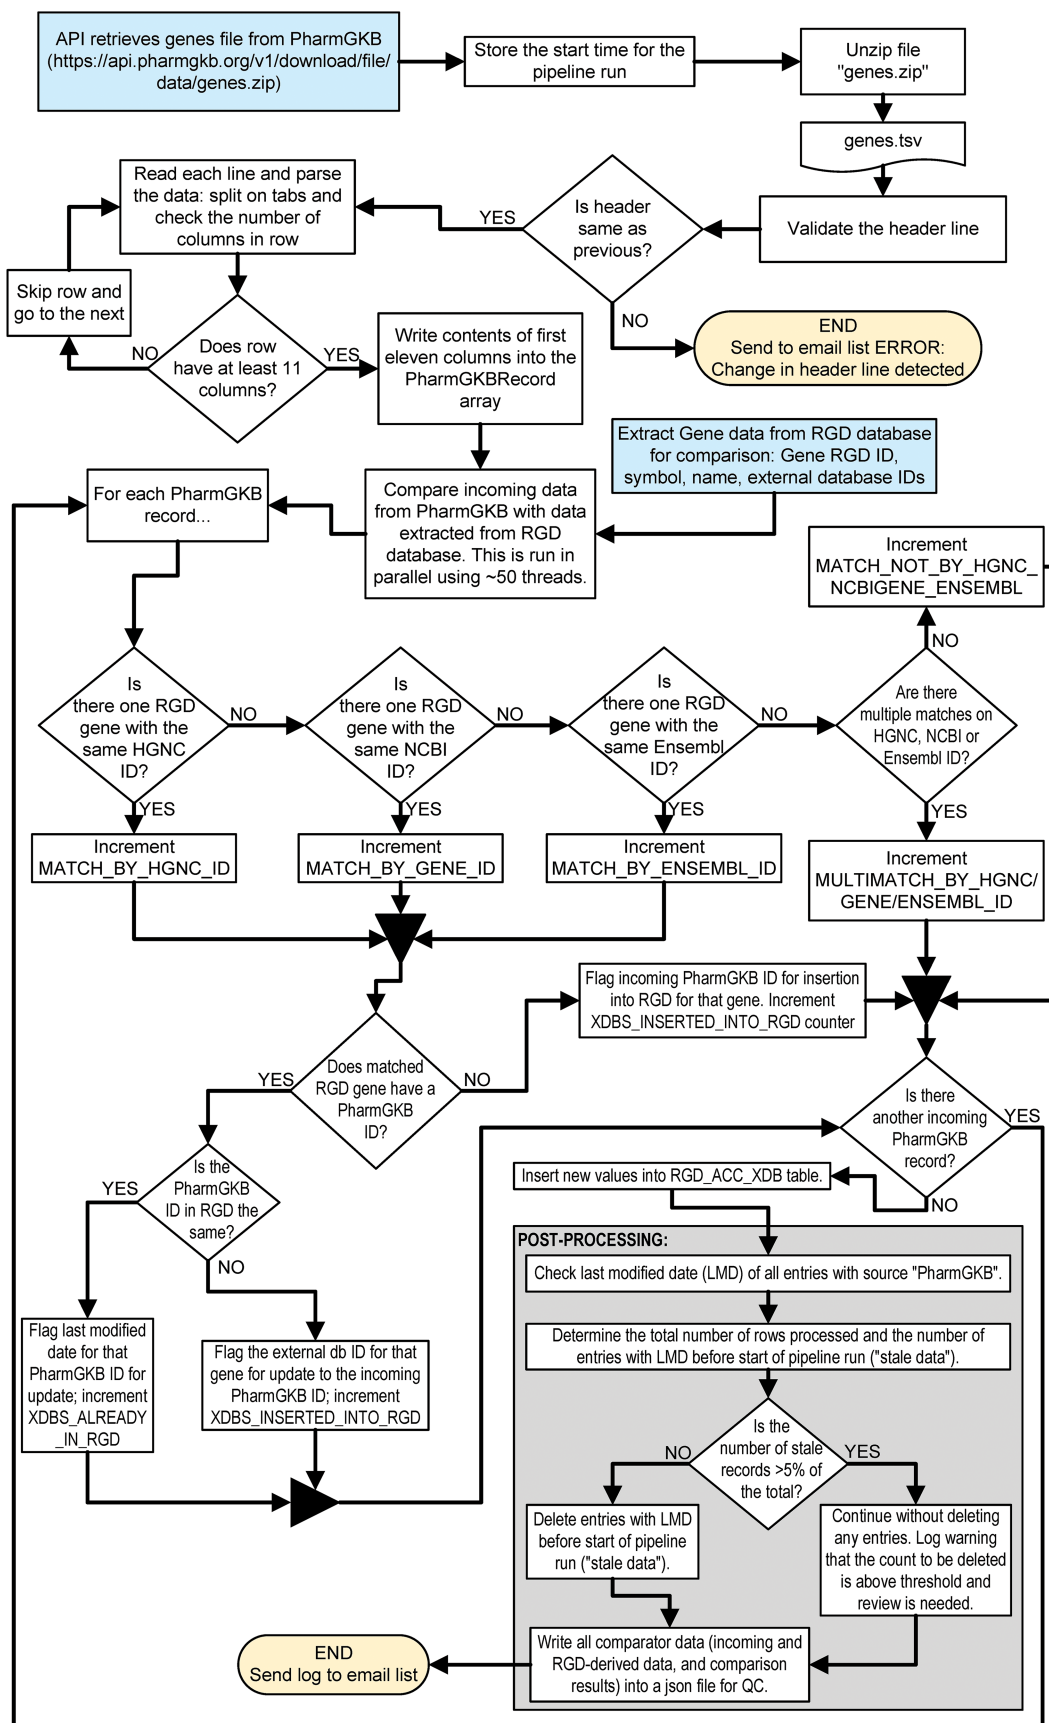 API retrieves genes file from PharmGKB
(https://api.pharmgkb.org/v1/download/file/
data/genes.zip)
Store the start time for the
pipeline run
Unzip file
"genes.zip"
genes.tsv
Validate the header line
Is header
same as
previous?
YES
NO
END
Send to email list ERROR:
Change in header line detected
Read each line and parse
the data: split on tabs and
check the number of
columns in row
Skip row and
go to the next
NO
Does row
have at least 11
columns?
YES
Write contents of first
eleven columns into the
PharmGKBRecord
array
Extract Gene data from RGD database
for comparison: Gene RGD ID,
symbol, name, external database IDs
Compare incoming data
from PharmGKB with data
extracted from RGD
database. This is run in
parallel using ~50 threads.
For each PharmGKB
record...
Increment
MATCH_NOT_BY_HGNC_
NCBIGENE_ENSEMBL
NO
Is
there one RGD
gene with the
same HGNC
ID?
NO
Is
there one RGD
gene with the
same NCBI
ID?
NO
Is
there one RGD
gene with the
same Ensembl
ID?
NO
Are there
multiple matches on
HGNC, NCBI or
Ensembl ID?
YES
YES
YES
YES
Increment
MATCH_BY_HGNC_ID
Increment
MATCH_BY_GENE_ID
Increment
MATCH_BY_ENSEMBL_ID
Increment
MULTIMATCH_BY_HGNC/
GENE/ENSEMBL_ID
Flag incoming PharmGKB ID for insertion
into RGD for that gene. Increment
XDBS_INSERTED_INTO_RGD counter
YES
Does matched
RGD gene have a
PharmGKB
ID?
NO
Is there
another incoming
PharmGKB
record?
YES
NO
YES
Is the
PharmGKB
ID in RGD the
same?
NO
Insert new values into RGD_ACC_XDB table.
POST-PROCESSING:
Check last modified date (LMD) of all entries with source "PharmGKB".
Determine the total number of rows processed and the number of
entries with LMD before start of pipeline run ("stale data").
Flag last modified
date for that
PharmGKB ID for
update; increment
XDBS_ALREADY
_IN_RGD
Flag the external db ID for that
gene for update to the incoming
PharmGKB ID; increment
XDBS_INSERTED_INTO_RGD
NO
Is the
number of stale
records >5% of
the total?
YES
Delete entries with LMD
before start of pipeline
run ("stale data").
Continue without deleting
any entries. Log warning
that the count to be deleted
is above threshold and
review is needed.
Write all comparator data (incoming and
RGD-derived data, and comparison
results) into a json file for QC.
END
Send log to email list